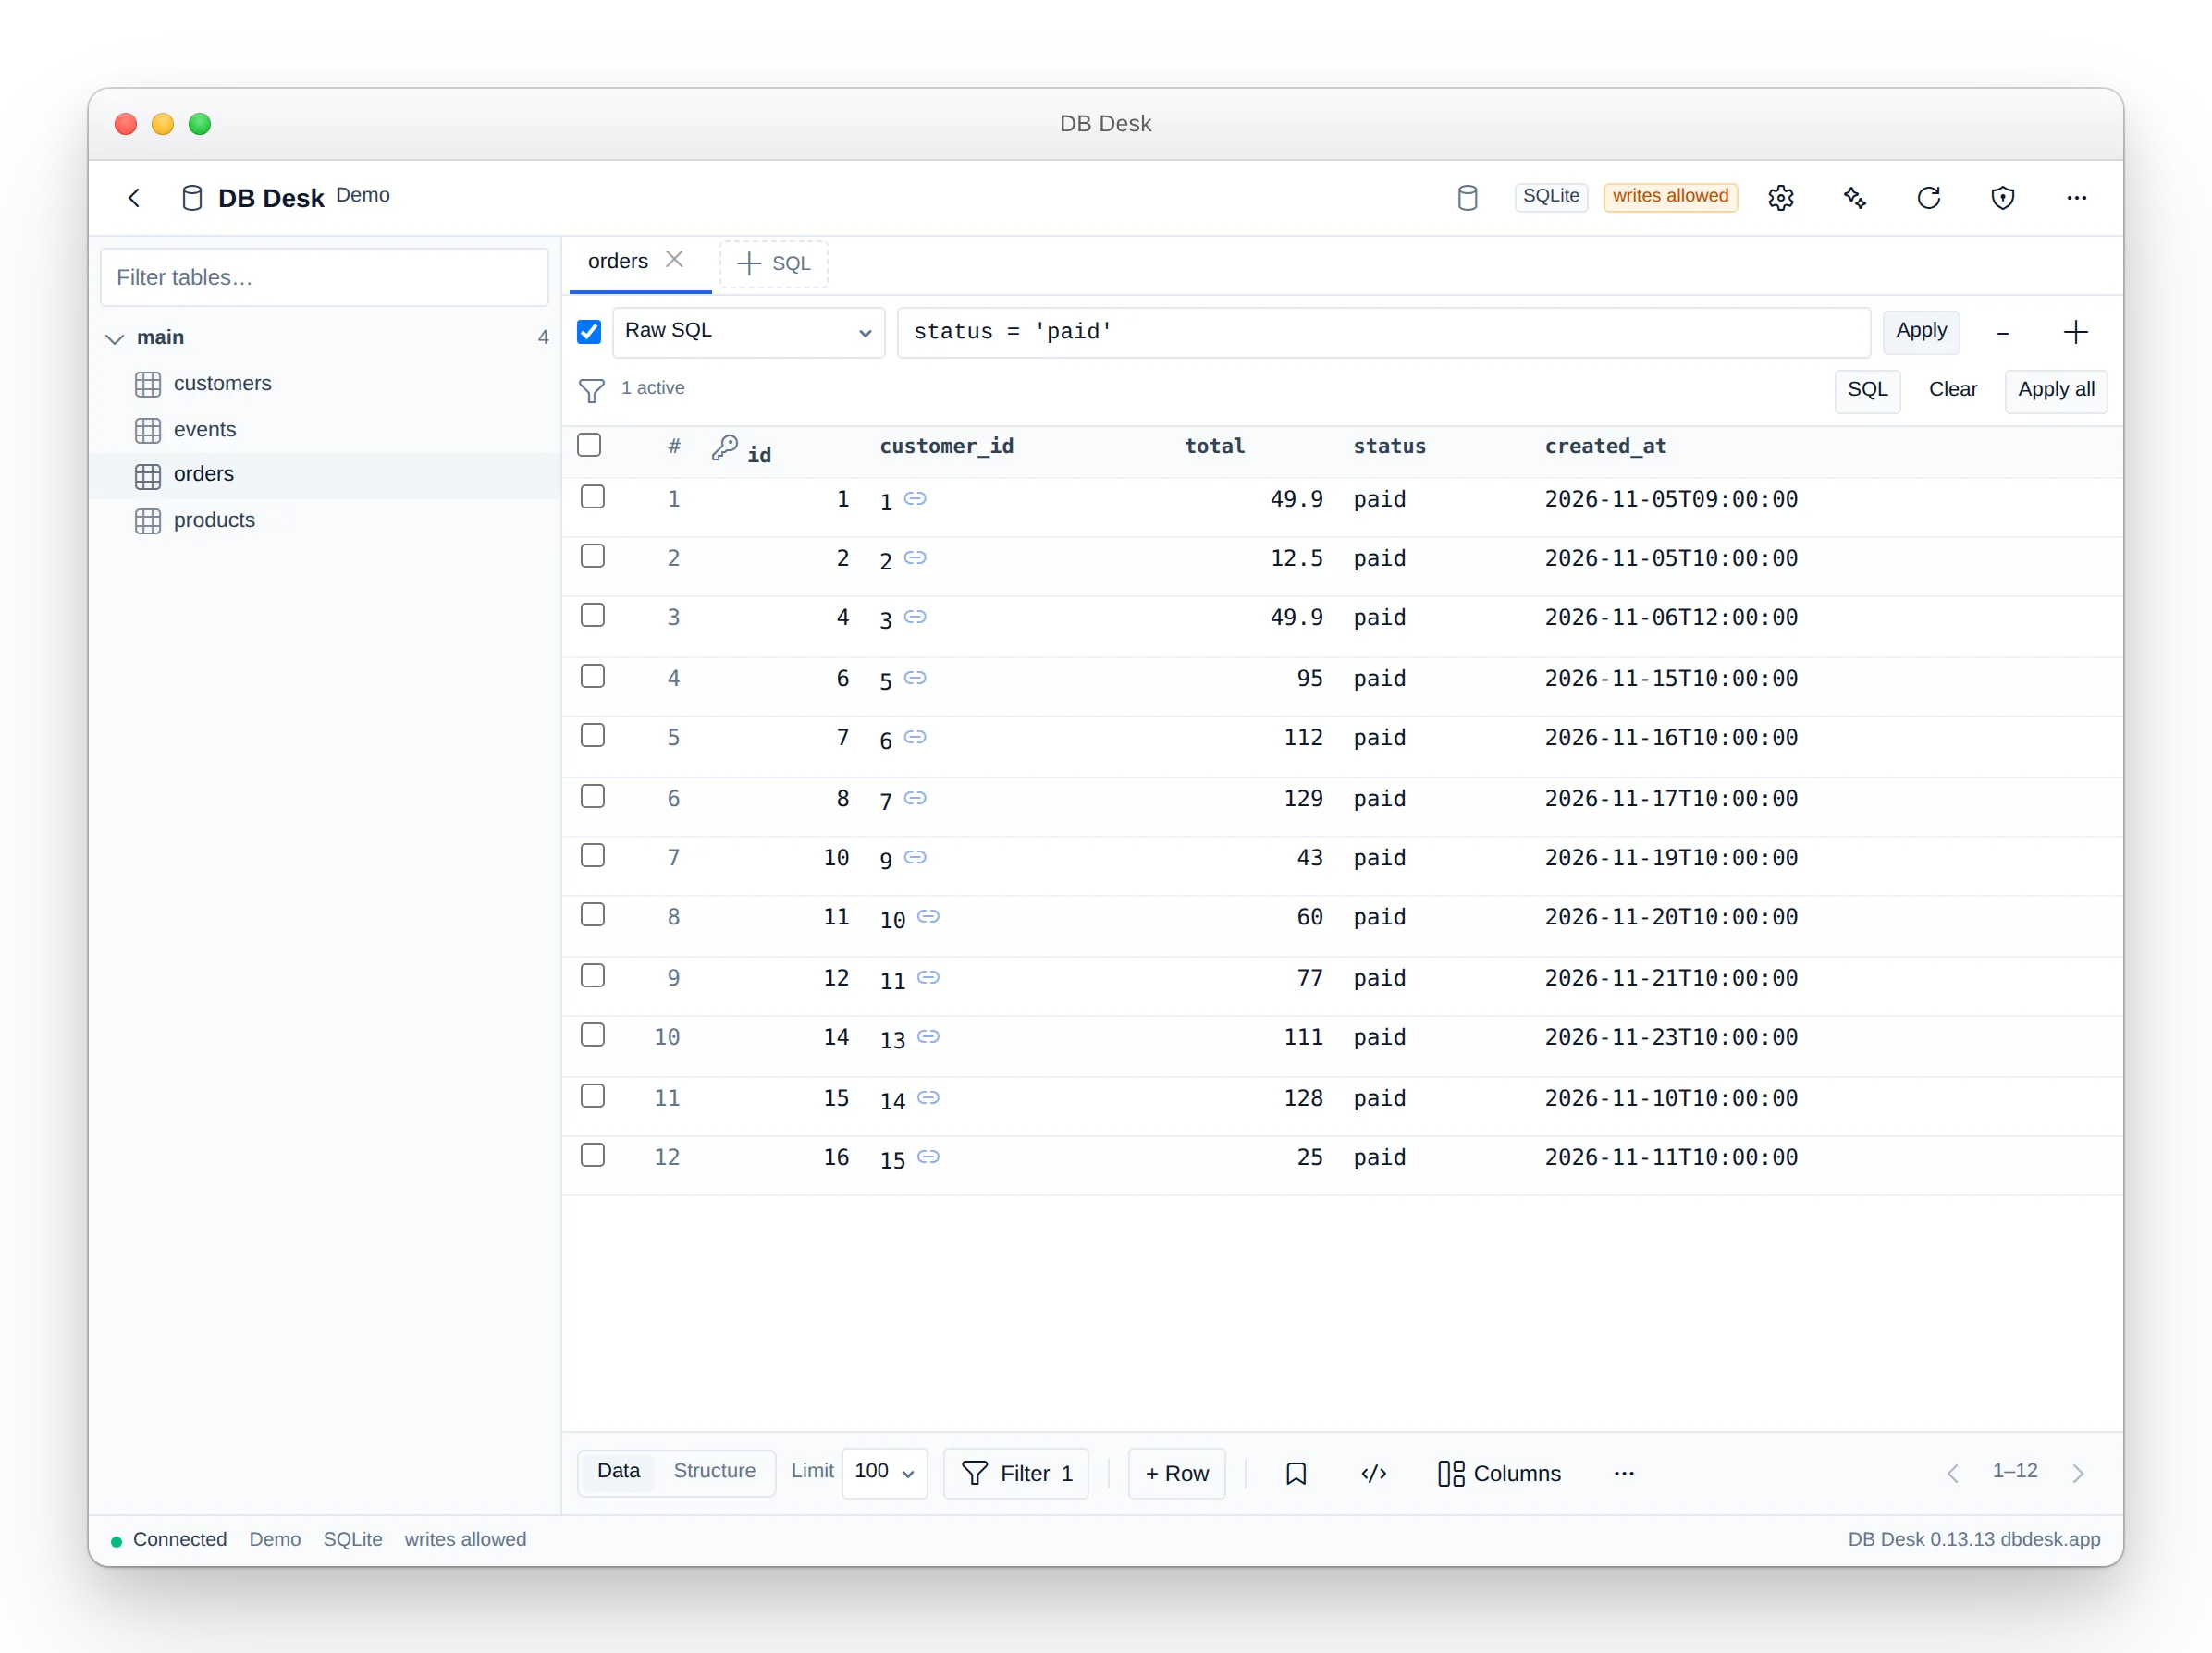 DB Desk
DB Desk Demo SQLite writes allowed
Filter tables…
main 4
customers
events
orders
products
orders SQL
Raw SQL status = 'paid' Apply – +
1 active SQL Clear Apply all
# id customer_id total status created_at
1 1 1 49.9 paid 2026-11-05T09:00:00
2 2 2 12.5 paid 2026-11-05T10:00:00
3 4 3 49.9 paid 2026-11-06T12:00:00
4 6 5 95 paid 2026-11-15T10:00:00
5 7 6 112 paid 2026-11-16T10:00:00
6 8 7 129 paid 2026-11-17T10:00:00
7 10 9 43 paid 2026-11-19T10:00:00
8 11 10 60 paid 2026-11-20T10:00:00
9 12 11 77 paid 2026-11-21T10:00:00
10 14 13 111 paid 2026-11-23T10:00:00
11 15 14 128 paid 2026-11-10T10:00:00
12 16 15 25 paid 2026-11-11T10:00:00
Data Structure Limit 100 Filter 1 + Row </> Columns 1–12
Connected Demo SQLite writes allowed DB Desk 0.13.13 dbdesk.app